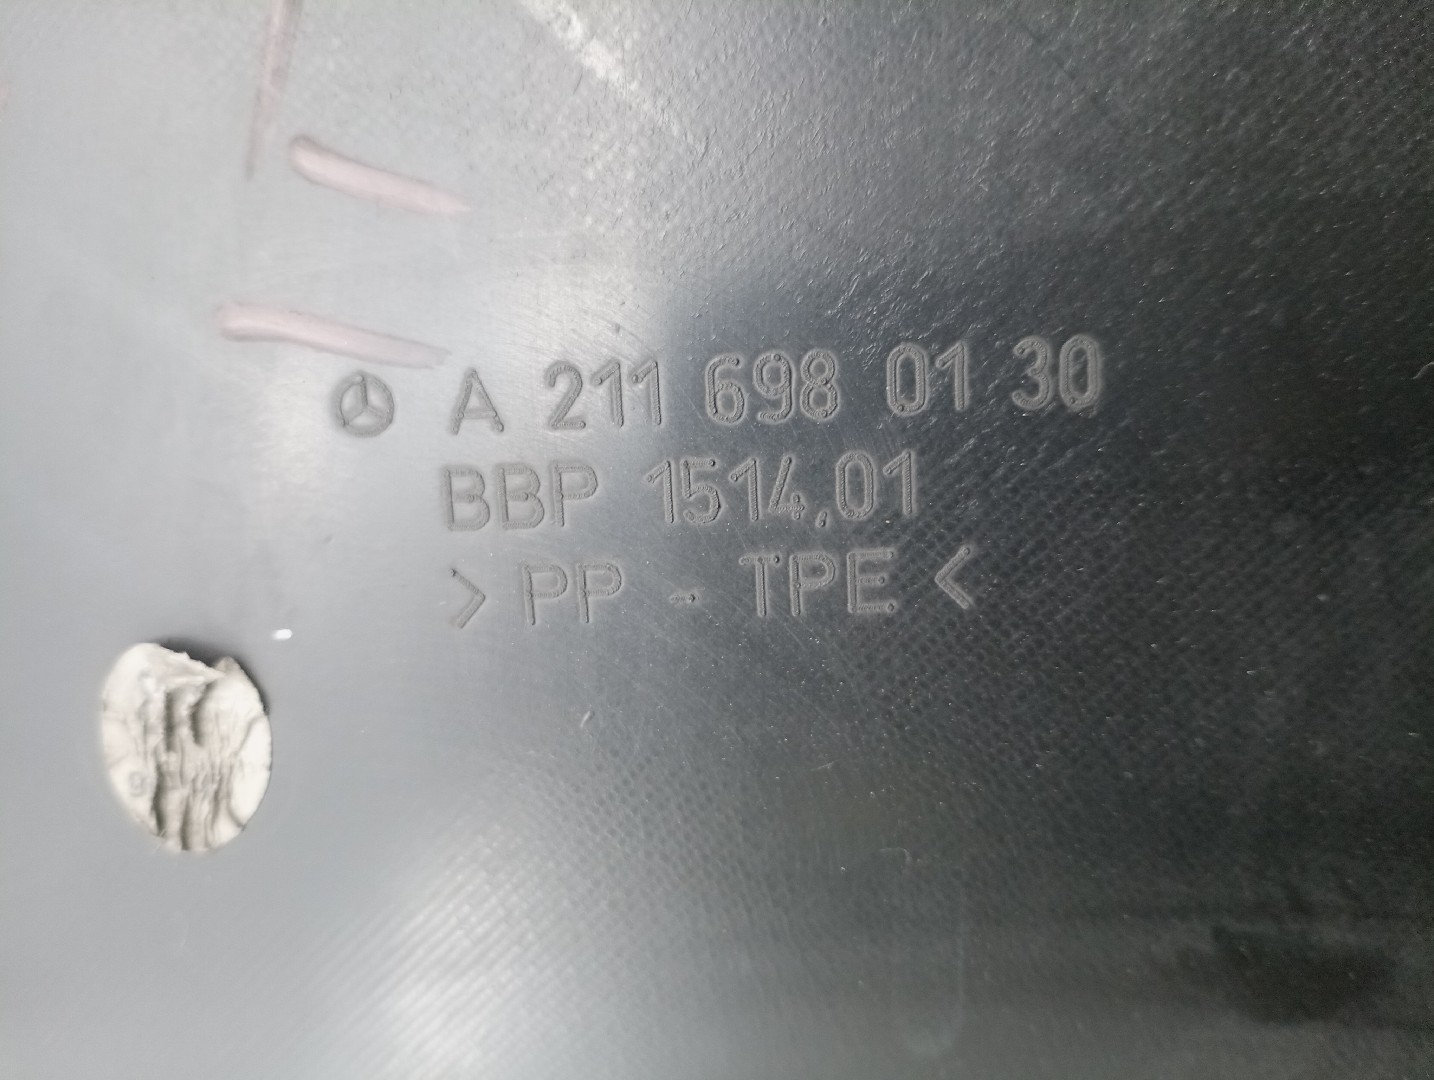 A 211 698 01 30
BBP 1514.01
> PP - TPE <